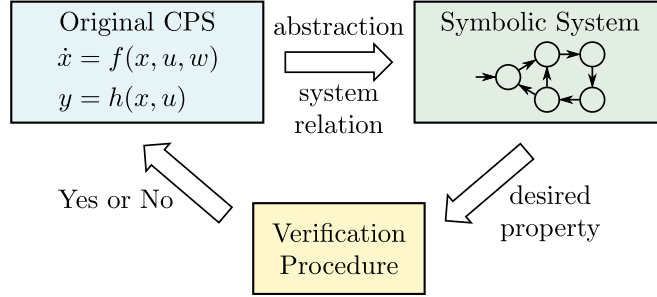 Original CPS
ẋ = f(x, u, w)
y = h(x, u)
abstraction
system
relation
Symbolic System
Yes or No
desired
property
Verification
Procedure